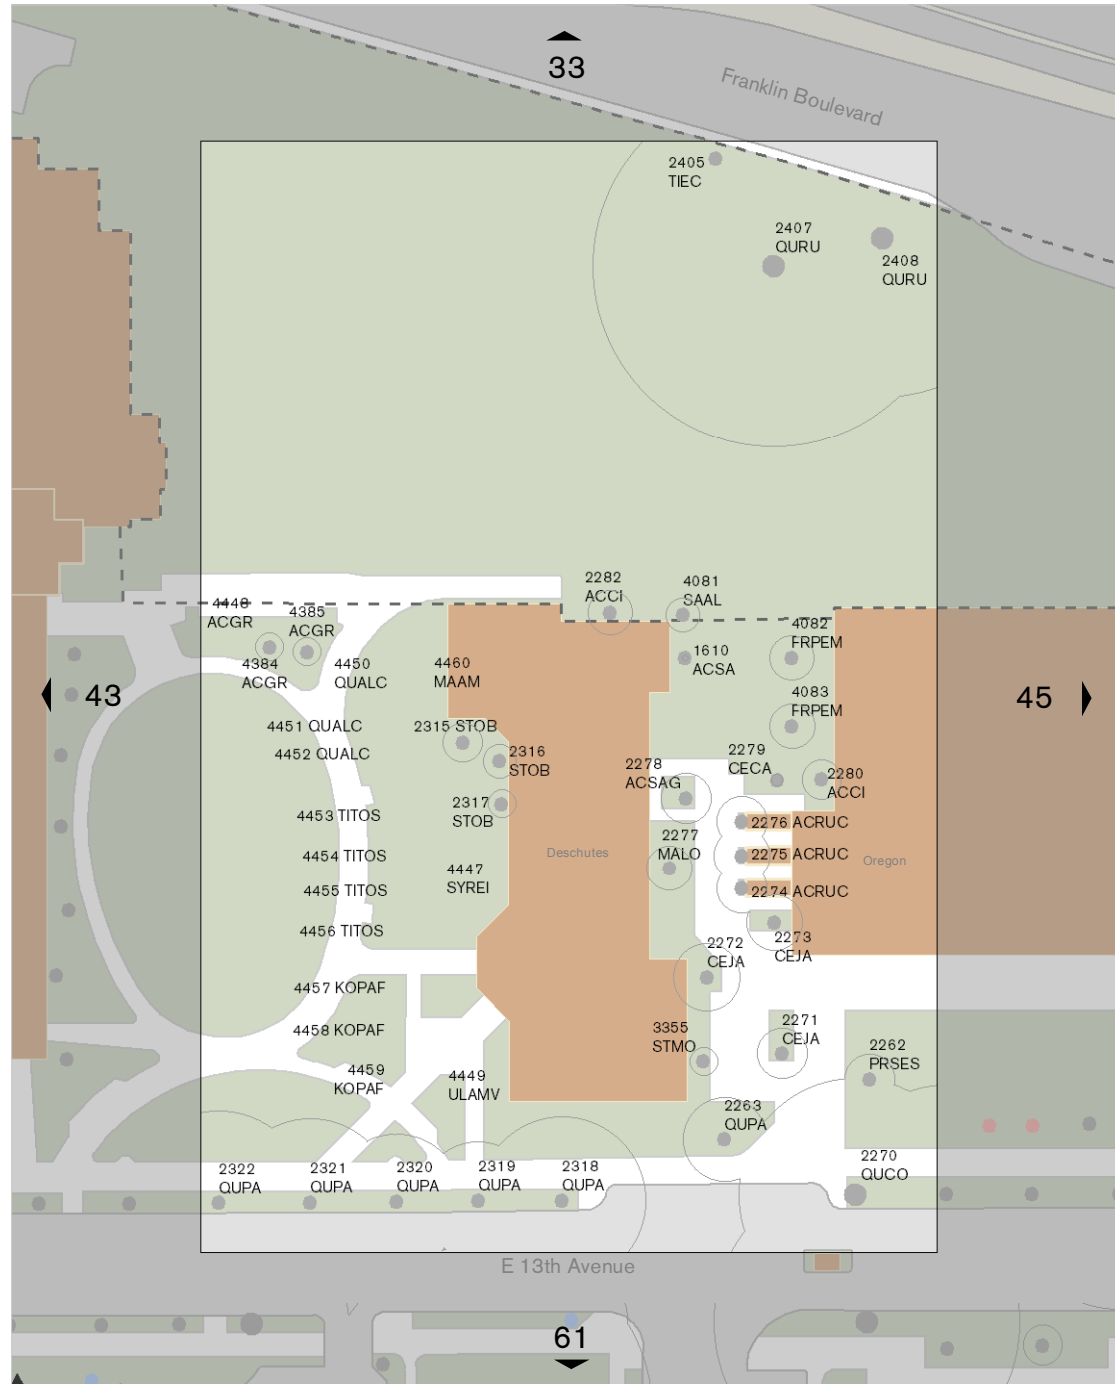 33
Franklin Boulevard
2405
TIEC
2407
QURU
2408
QURU
2282
ACCI
4081
SAAL
4448
ACGR
4385
ACGR
4082
FRPEM
1610
ACSA
4384
ACGR
4450
QUALC
4460
MAAM
43
45
4083
FRPEM
4451 QUALC
2315 STOB
4452 QUALC
2316
STOB
2279
CECA
2278
ACSAG
2280
ACCI
2317
STOB
4453 TITOS
2276 ACRUC
2277
MALO
4454 TITOS
Deschutes
2275 ACRUC
Oregon
4447
SYREI
4455 TITOS
2274 ACRUC
4456 TITOS
2273
CEJA
2272
CEJA
4457 KOPAF
4458 KOPAF
3355
STMO
2271
CEJA
2262
PRSES
4459
KOPAF
4449
ULAMV
2263
QUPA
2322
QUPA
2321
QUPA
2320
QUPA
2319
QUPA
2318
QUPA
2270
QUCO
E 13th Avenue
61